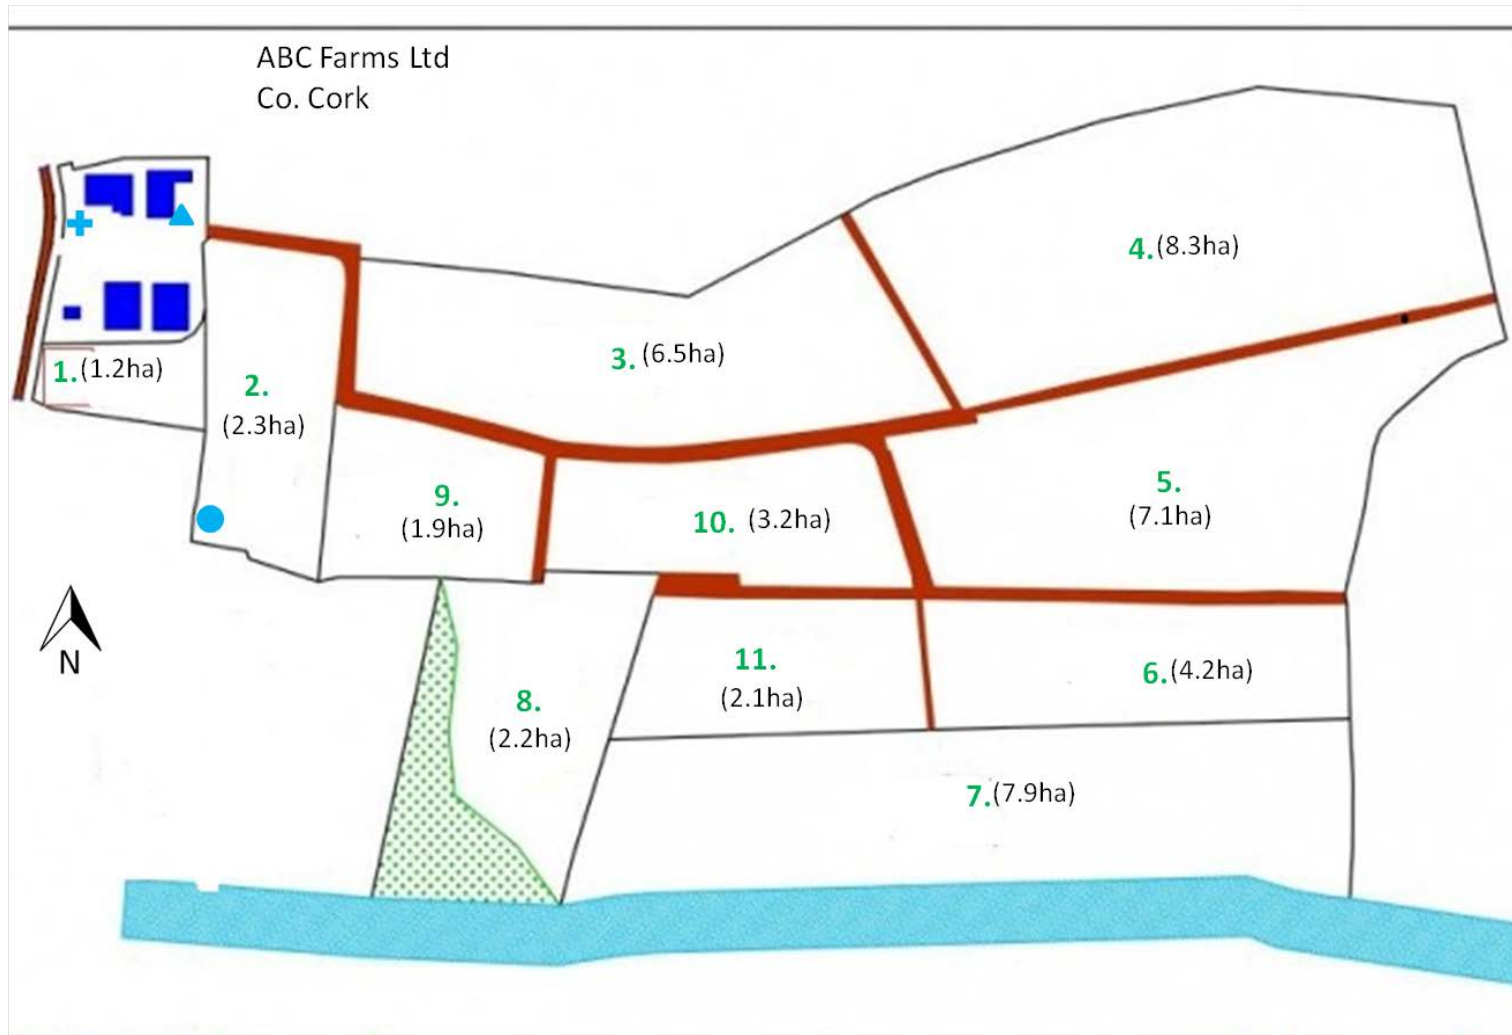 ABC Farms Ltd
Co. Cork
4.(8.3ha)
3. (6.5ha)
1.(1.2ha)
2.
(2.3ha)
5.
(7.1ha)
9.
(1.9ha)
10. (3.2ha)
N
11.
(2.1ha)
6.(4.2ha)
8.
(2.2ha)
7.(7.9ha)